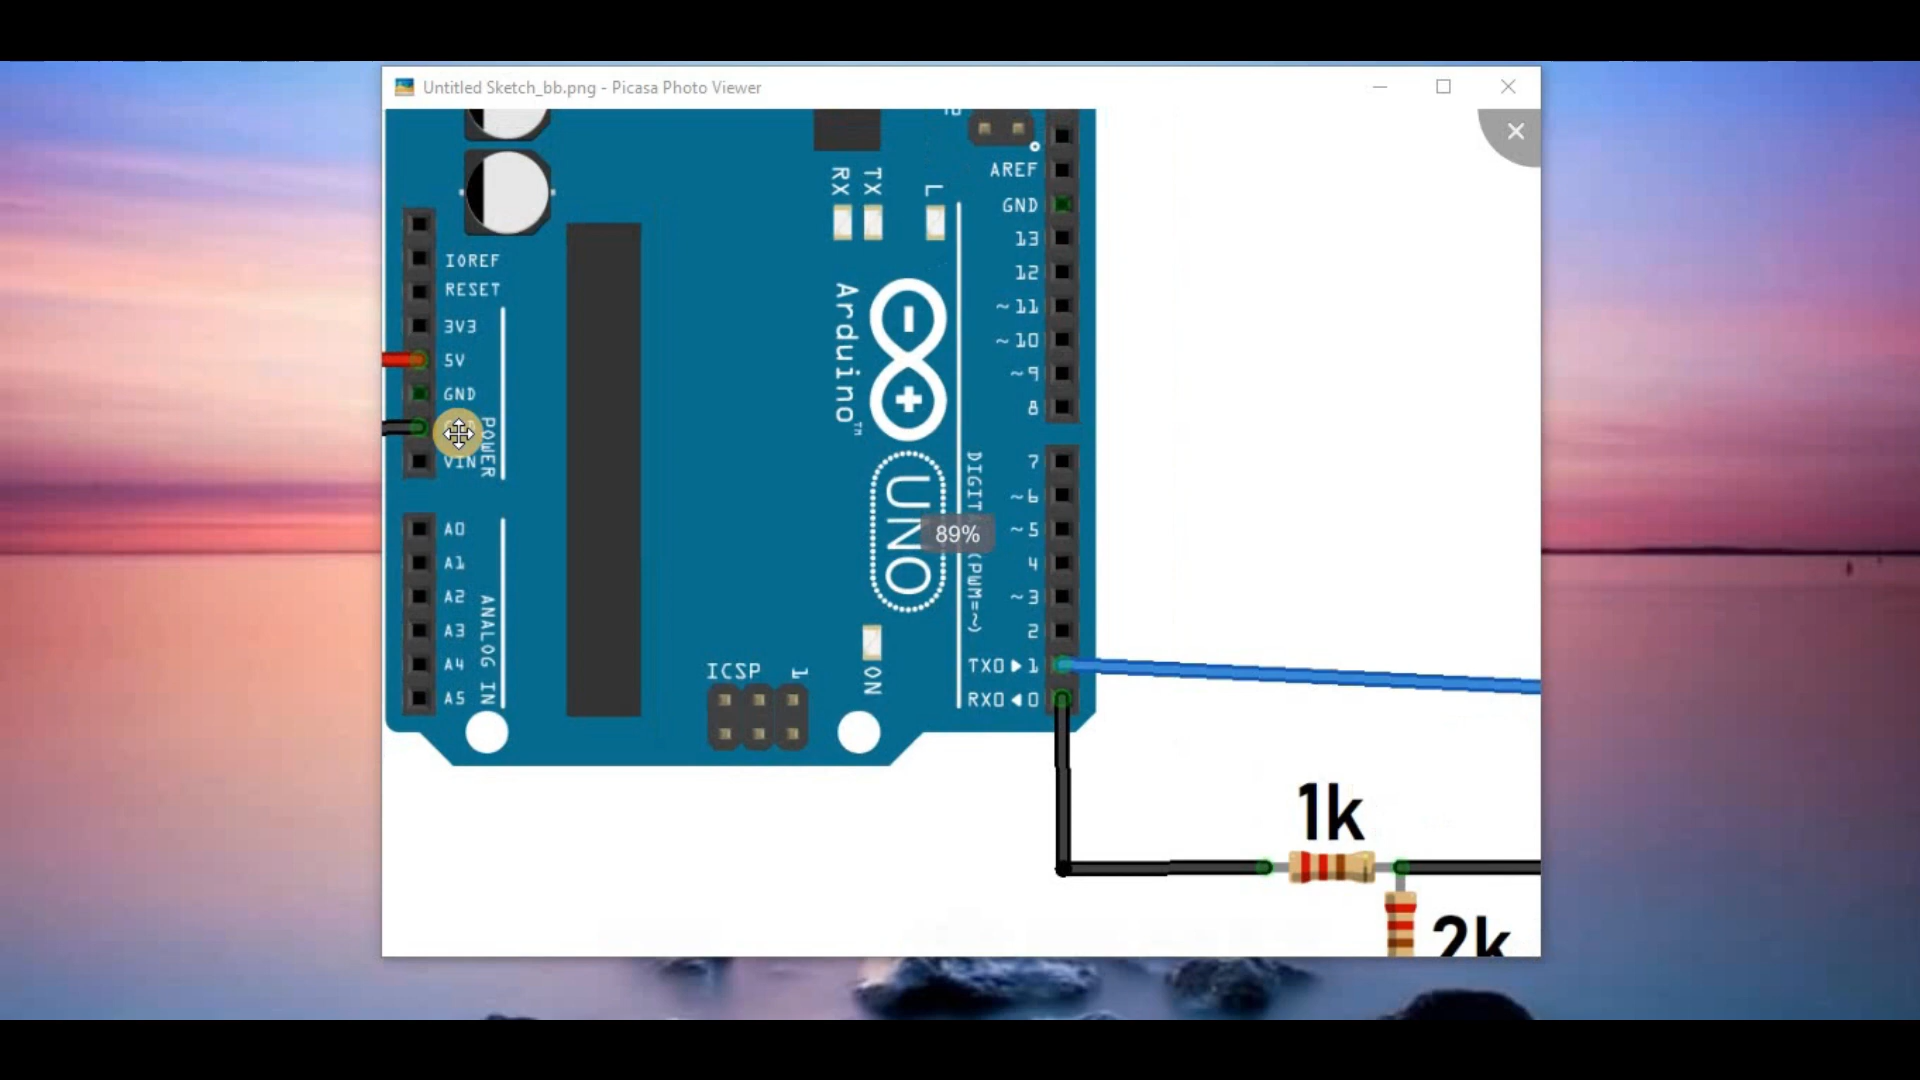 Untitled Sketch_bb.png - Picasa Photo Viewer
RX
TX
L
AREF
GND
13
12
~11
~10
~9
8
IOREF
RESET
3V3
5V
GND
VIN
POWER
Arduino™
UNO
89%
7
~6
~5
4
~3
2
TX0▶1
RX0◀0
(PWM=~)
A0
A1
A2
A3
A4
A5
ANALOG IN
ICSP
1
ON
1k
2k